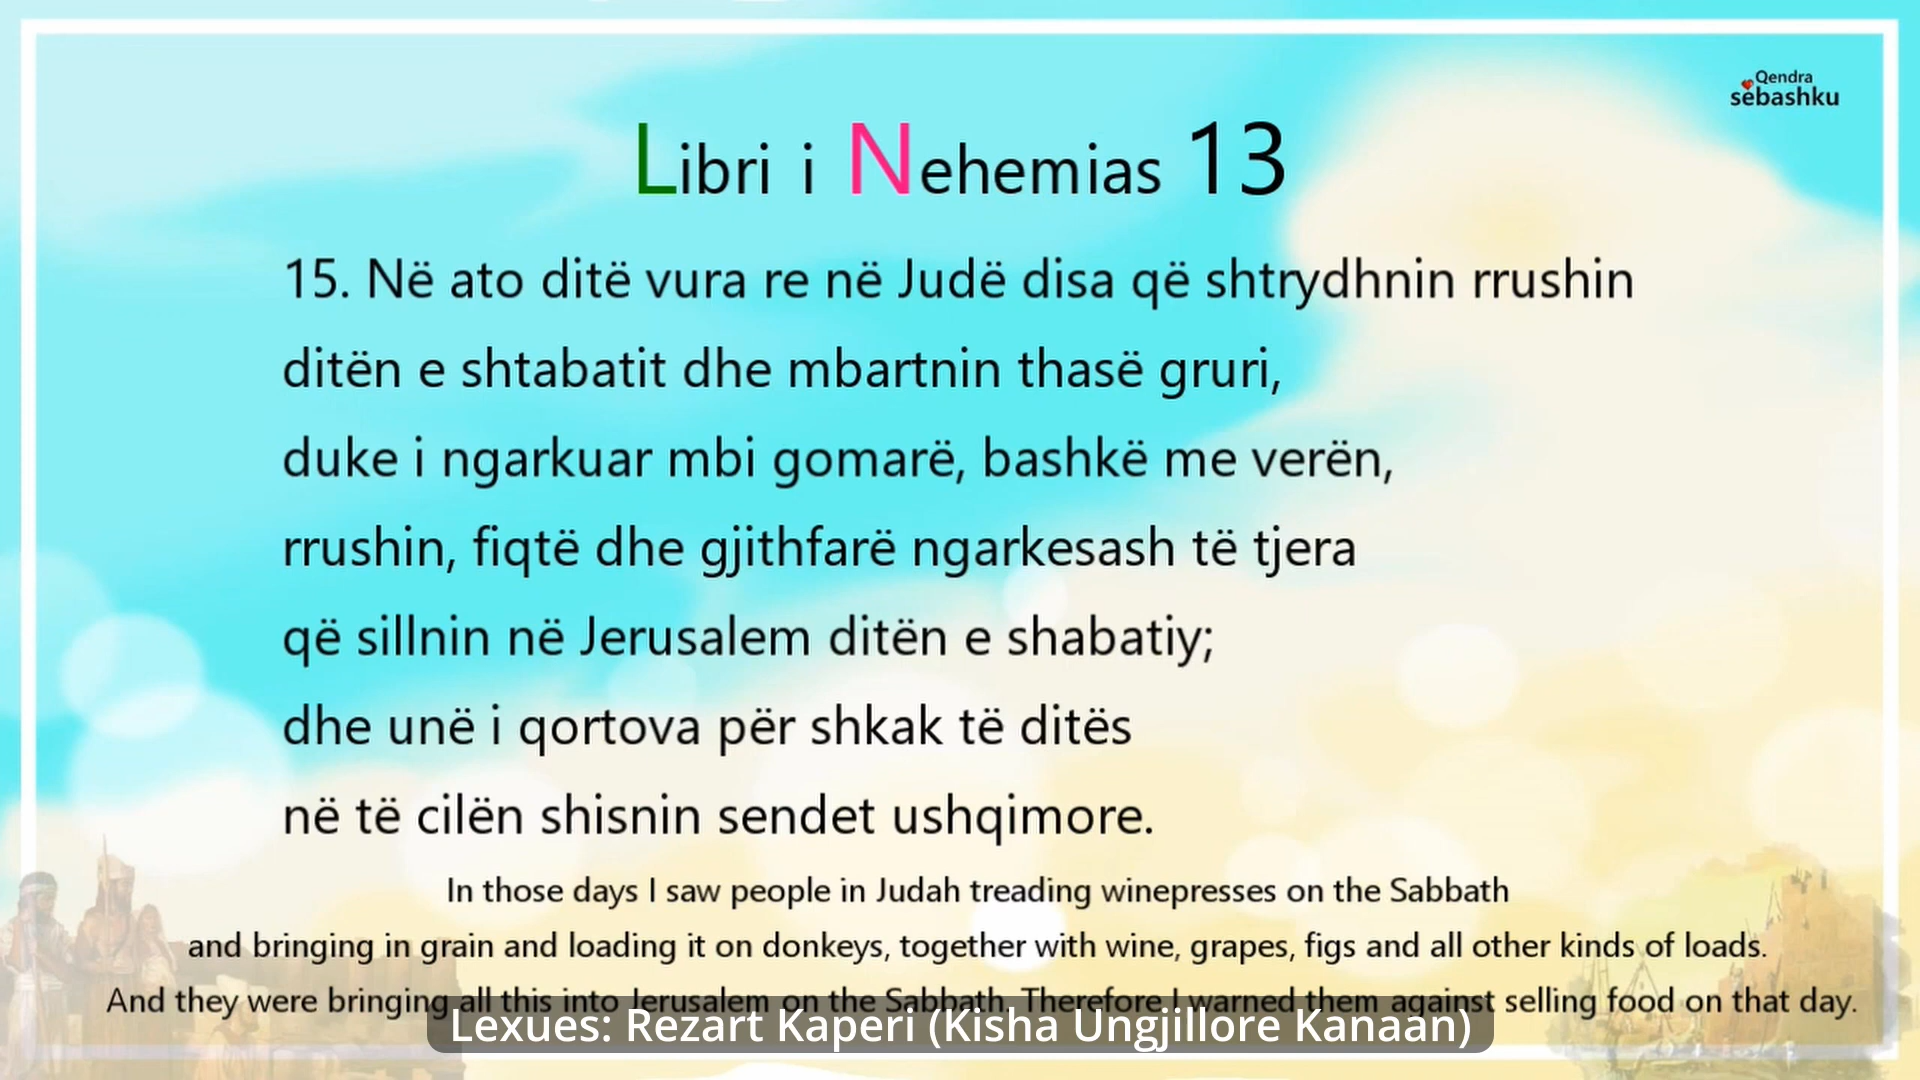 Qendra
sëbashku
Libri i Nehemias 13
15. Në ato ditë vura re në Judë disa që shtrydhnin rrushin
ditën e shtabatit dhe mbartnin thasë gruri,
duke i ngarkuar mbi gomarë, bashkë me verën,
rrushin, fiqtë dhe gjithfarë ngarkesash të tjera
që sillnin në Jerusalem ditën e shabatiy;
dhe unë i qortova për shkak të ditës
në të cilën shisnin sendet ushqimore.
In those days I saw people in Judah treading winepresses on the Sabbath
and bringing in grain and loading it on donkeys, together with wine, grapes, figs and all other kinds of loads.
And they were bringing all this into Jerusalem on the Sabbath. Therefore I warned them against selling food on that day.
Lexues: Rezart Kaperi (Kisha Ungjillore Kanaan)